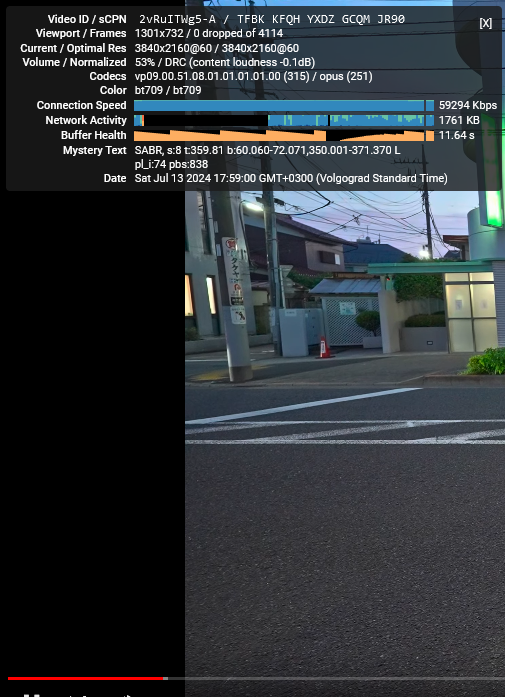 Video ID / sCPN 2vRuITWg5-A / TFBK KFQH YXDZ GCQM JR90
[X]
Viewport / Frames 1301x732 / 0 dropped of 4114
Current / Optimal Res 3840x2160@60 / 3840x2160@60
Volume / Normalized 53% / DRC (content loudness -0.1dB)
Codecs vp09.00.51.08.01.01.01.01.00 (315) / opus (251)
Color bt709 / bt709
Connection Speed 59294 Kbps
Network Activity 1761 KB
Buffer Health 11.64 s
Mystery Text SABR, s:8 t:359.81 b:60.060-72.071,350.001-371.370 L
pl_i:74 pbs:838
Date Sat Jul 13 2024 17:59:00 GMT+0300 (Volgograd Standard Time)